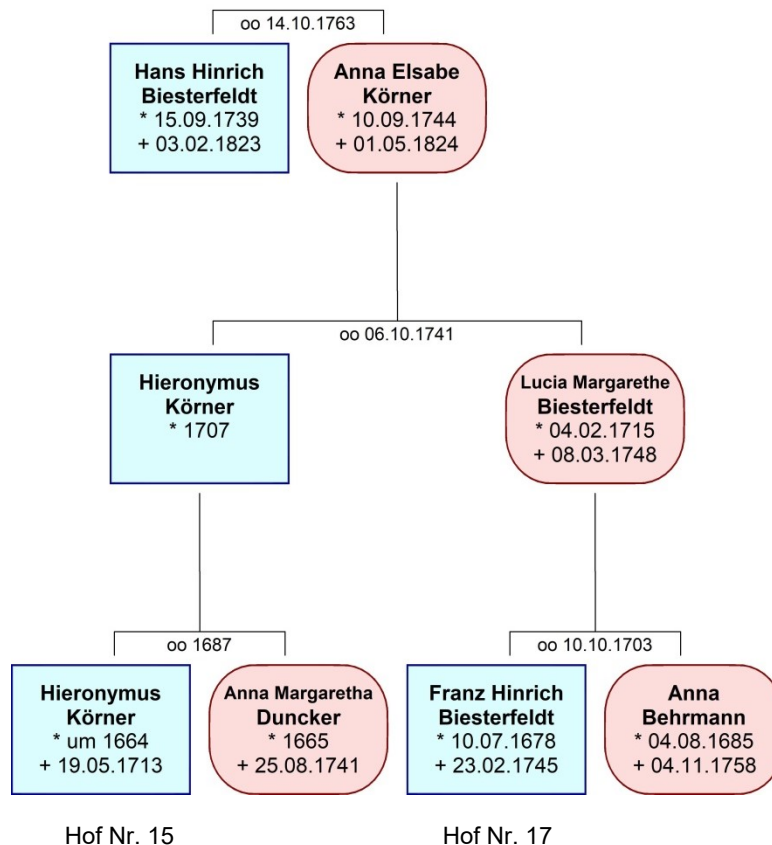 oo 14.10.1763
Hans Hinrich
Biesterfeldt
* 15.09.1739
+ 03.02.1823
Anna Elsabe
Körner
* 10.09.1744
+ 01.05.1824
oo 06.10.1741
Hieronymus
Körner
* 1707
Lucia Margarethe
Biesterfeldt
* 04.02.1715
+ 08.03.1748
oo 1687
Hieronymus
Körner
* um 1664
+ 19.05.1713
Anna Margaretha
Duncker
* 1665
+ 25.08.1741
oo 10.10.1703
Franz Hinrich
Biesterfeldt
* 10.07.1678
+ 23.02.1745
Anna
Behrmann
* 04.08.1685
+ 04.11.1758
Hof Nr. 15
Hof Nr. 17